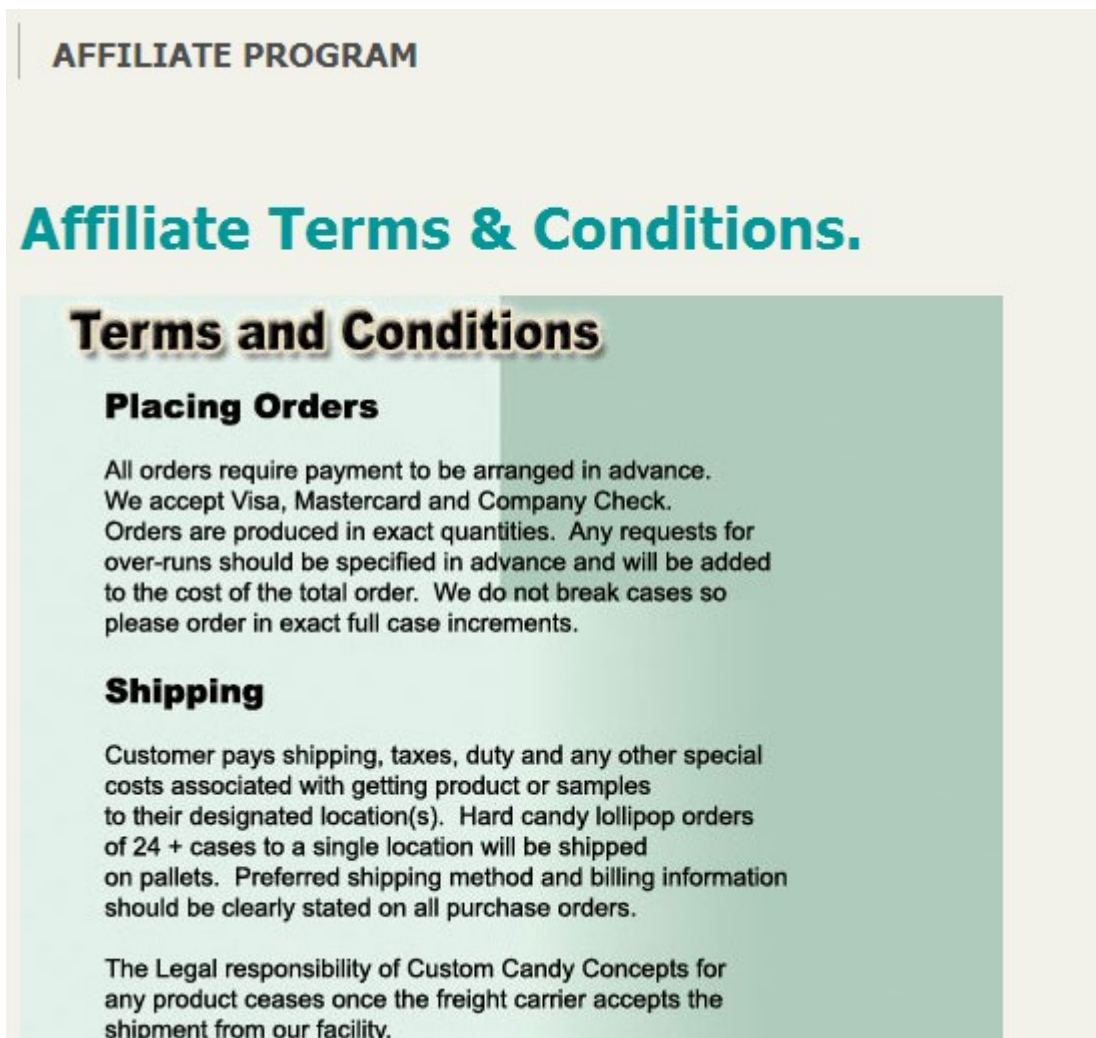 AFFILIATE PROGRAM
Affiliate Terms & Conditions.
Terms and Conditions
Placing Orders
All orders require payment to be arranged in advance.
We accept Visa, Mastercard and Company Check.
Orders are produced in exact quantities.  Any requests for
over-runs should be specified in advance and will be added
to the cost of the total order.  We do not break cases so
please order in exact full case increments.
Shipping
Customer pays shipping, taxes, duty and any other special
costs associated with getting product or samples
to their designated location(s).  Hard candy lollipop orders
of 24 + cases to a single location will be shipped
on pallets.  Preferred shipping method and billing information
should be clearly stated on all purchase orders.
The Legal responsibility of Custom Candy Concepts for
any product ceases once the freight carrier accepts the
shipment from our facility.